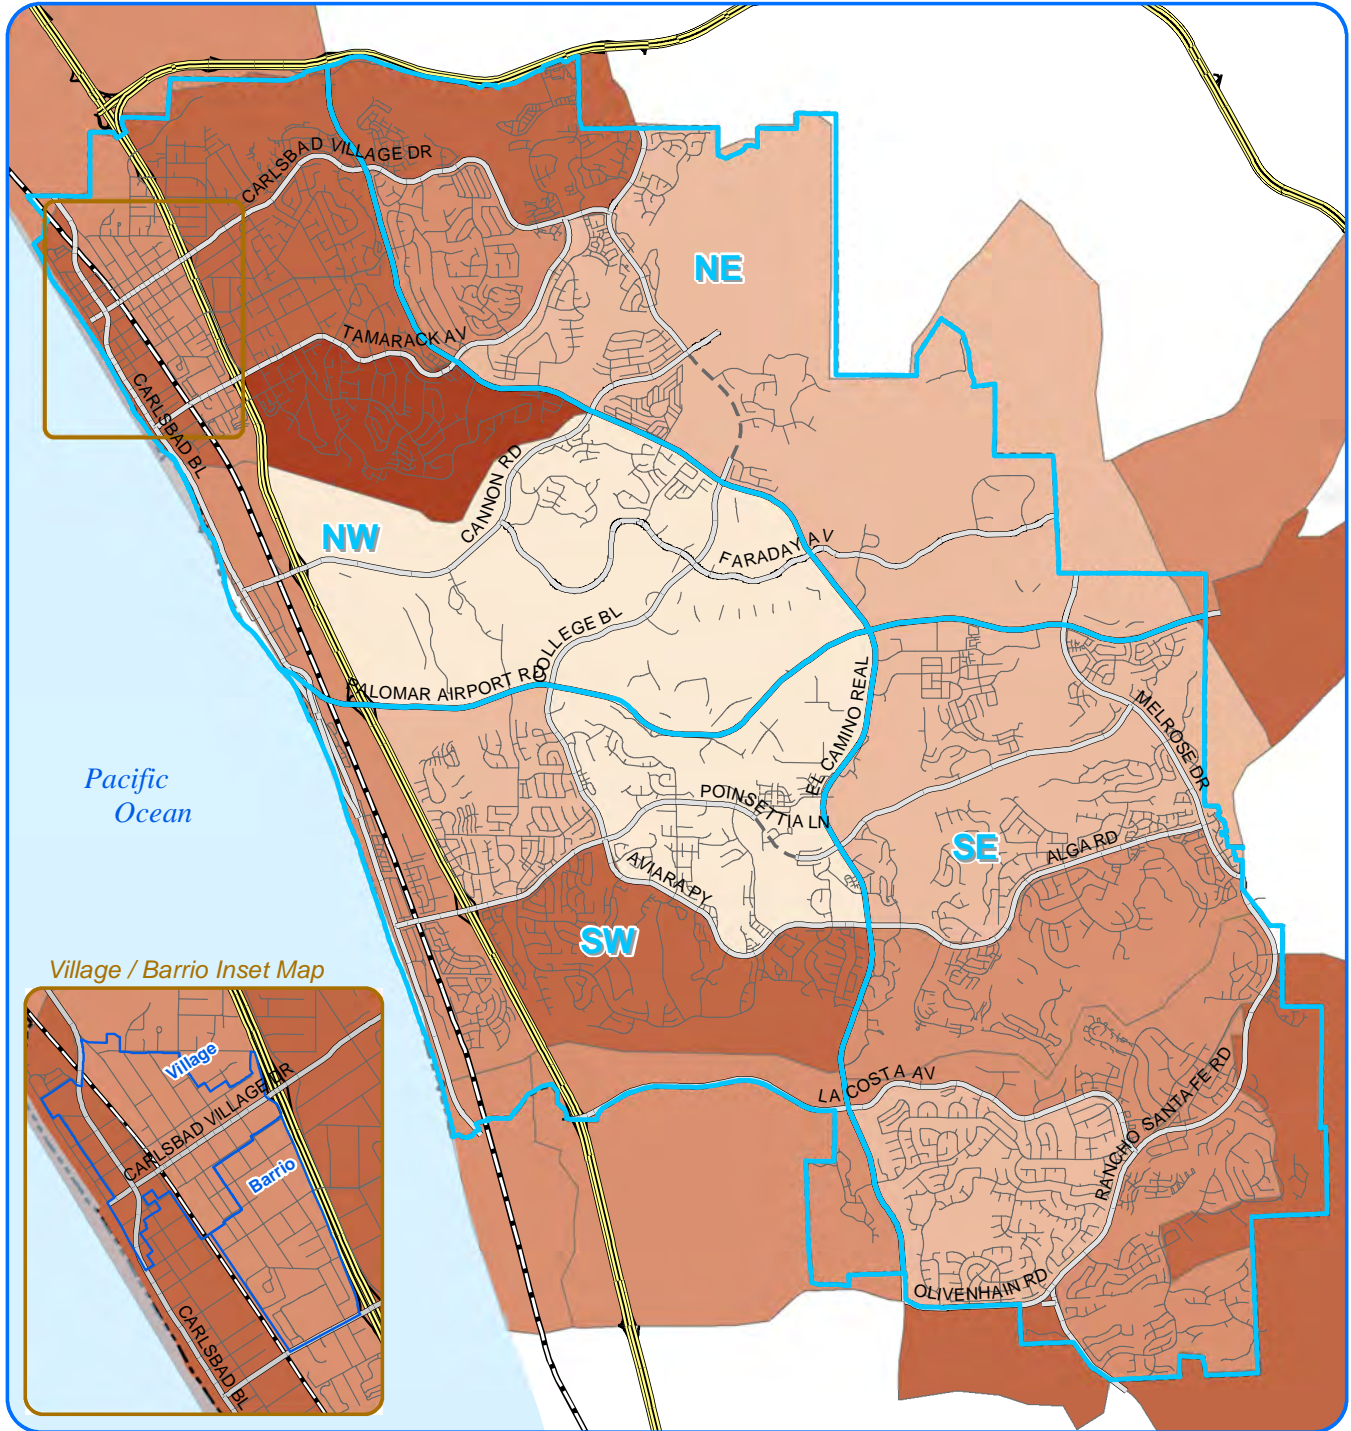 CARLSBAD VILLAGE DR
NE
TAMARACK AV
CARLSBAD BL
CANNON RD
NW
FARADAY AV
COLLEGE BL
PALOMAR AIRPORT RD
EL CAMINO REAL
MELROSE DR
Pacific
Ocean
POINSETTIA LN
SE
ALGA RD
AVIARA PY
SW
Village / Barrio Inset Map
Village
CARLSBAD VILLAGE DR
Barrio
CARLSBAD BL
LA COSTA AV
RANCHO SANTA FE RD
OLIVENHAIN RD